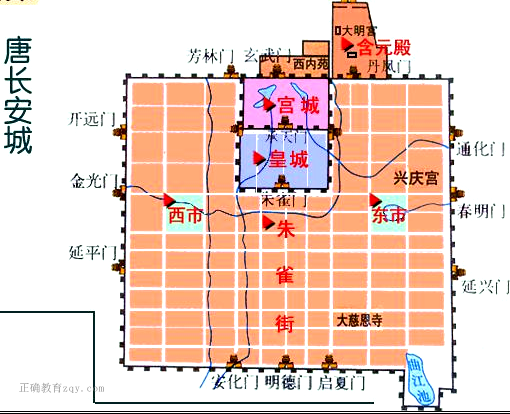 唐长安城
大明宫
含元殿
芳林门
玄武门
西内苑
丹凤门
宫城
开远门
承天门
通化门
皇城
兴庆宫
金光门
朱雀门
西市
东市
春明门
朱雀街
延平门
延兴门
大慈恩寺
曲江池
安化门
明德门
启夏门
正确教育zqy.com